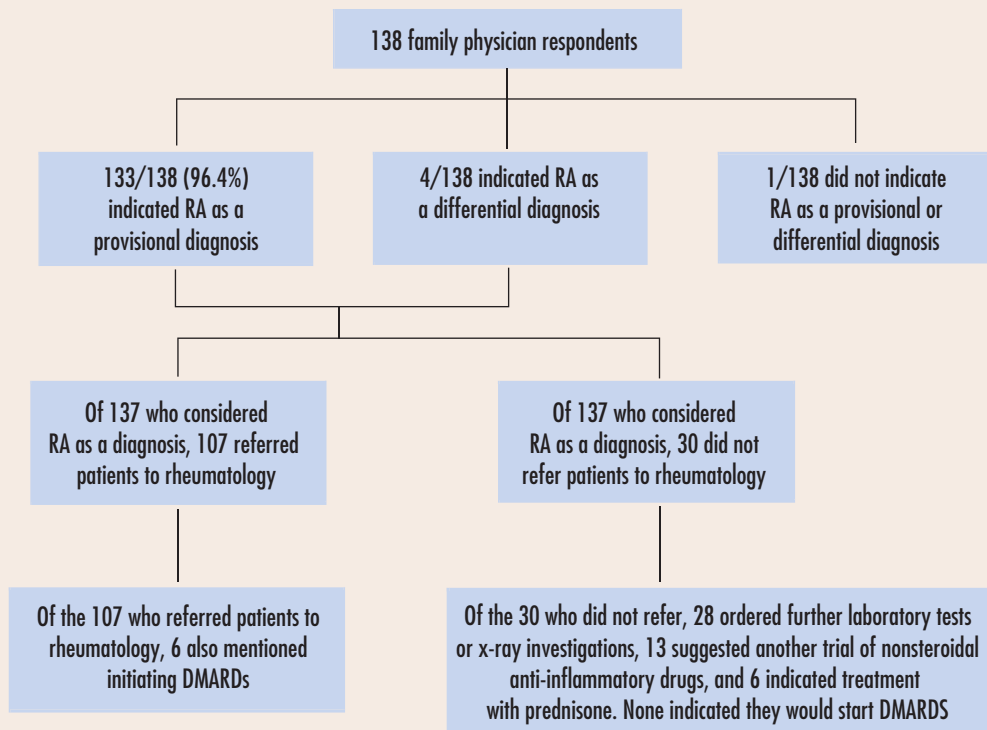 138 family physician respondents
133/138 (96.4%)
indicated RA as a
provisional diagnosis
4/138 indicated RA as
a differential diagnosis
1/138 did not indicate
RA as a provisional or
differential diagnosis
Of 137 who considered
RA as a diagnosis, 107 referred
patients to rheumatology
Of 137 who considered
RA as a diagnosis, 30 did not
refer patients to rheumatology
Of the 107 who referred patients to
rheumatology, 6 also mentioned
initiating DMARDs
Of the 30 who did not refer, 28 ordered further laboratory tests
or x-ray investigations, 13 suggested another trial of nonsteroidal
anti-inflammatory drugs, and 6 indicated treatment
with prednisone. None indicated they would start DMARDS